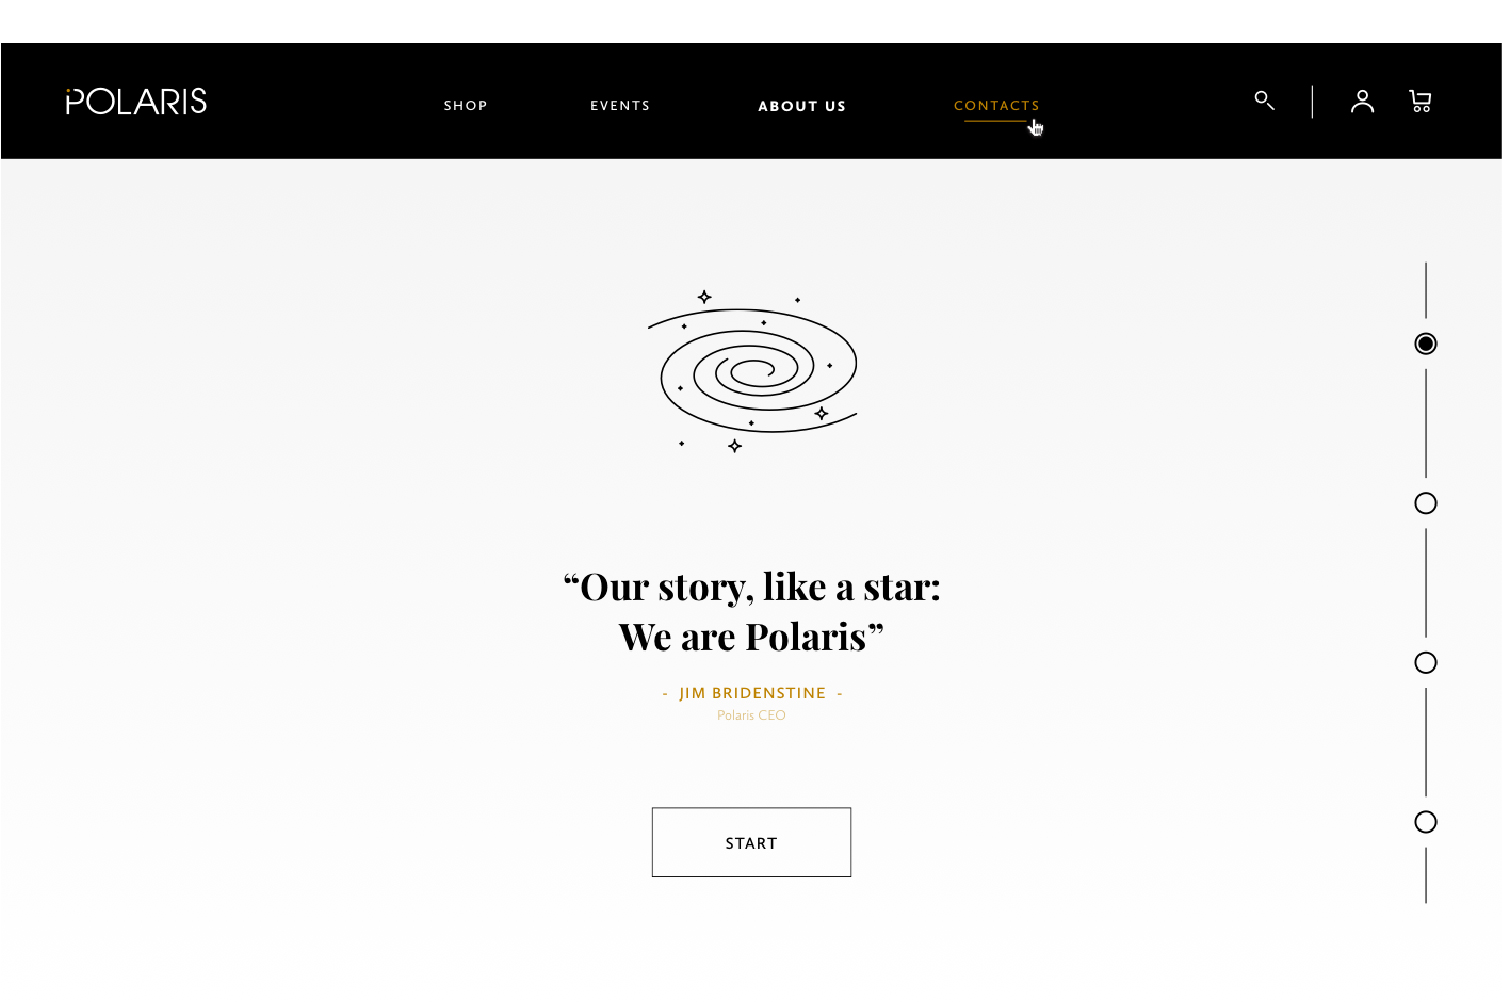 POLARIS
SHOP
EVENTS
ABOUT US
CONTACTS
“Our story, like a star:
We are Polaris”
- JIM BRIDENSTINE -
Polaris CEO
START